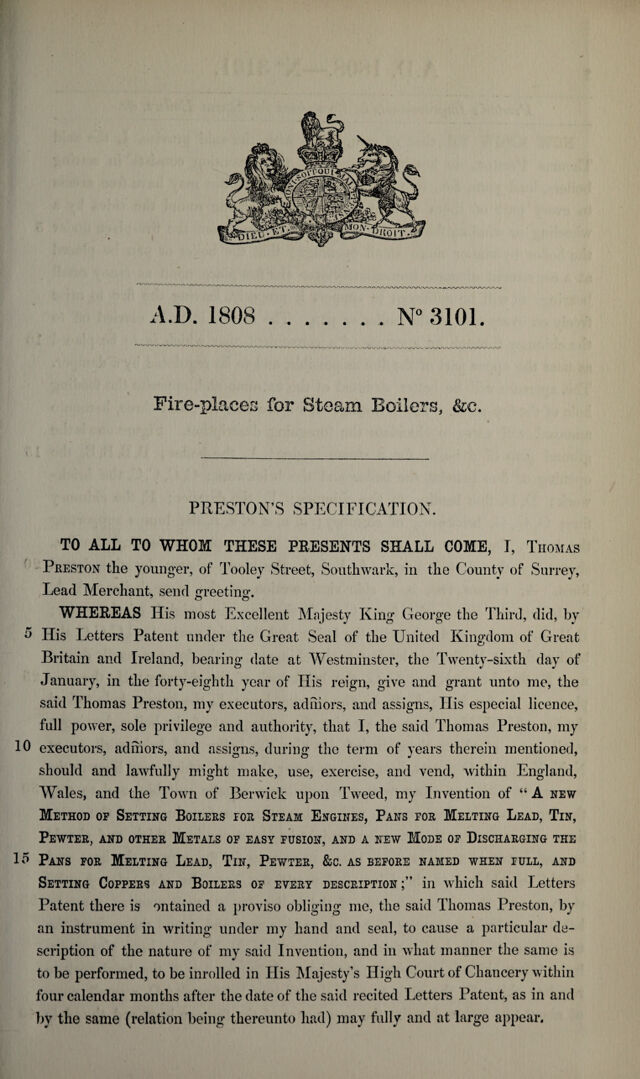 HONI SOIT QUI MAL
DIEU · ET · MON · DROIT ·
A.D. 1808 . . . . . . . N° 3101.
Fire-places for Steam Boilers, &c.
PRESTON'S SPECIFICATION.
TO ALL TO WHOM THESE PRESENTS SHALL COME, I, THOMAS
PRESTON the younger, of Tooley Street, Southwark, in the County of Surrey,
Lead Merchant, send greeting.
WHEREAS His most Excellent Majesty King George the Third, did, by
5 His Letters Patent under the Great Seal of the United Kingdom of Great
Britain and Ireland, bearing date at Westminster, the Twenty-sixth day of
January, in the forty-eighth year of His reign, give and grant unto me, the
said Thomas Preston, my executors, adm̄ors, and assigns, His especial licence,
full power, sole privilege and authority, that I, the said Thomas Preston, my
10 executors, adm̄ors, and assigns, during the term of years therein mentioned,
should and lawfully might make, use, exercise, and vend, within England,
Wales, and the Town of Berwick upon Tweed, my Invention of “ A NEW
METHOD OF SETTING BOILERS FOR STEAM ENGINES, PANS FOR MELTING LEAD, TIN,
PEWTER, AND OTHER METALS OF EASY FUSION, AND A NEW MODE OF DISCHARGING THE
15 PANS FOR MELTING LEAD, TIN, PEWTER, &C. AS BEFORE NAMED WHEN FULL, AND
SETTING COPPERS AND BOILERS OF EVERY DESCRIPTION ;” in which said Letters
Patent there is ontained a proviso obliging me, the said Thomas Preston, by
an instrument in writing under my hand and seal, to cause a particular de-
scription of the nature of my said Invention, and in what manner the same is
to be performed, to be inrolled in His Majesty's High Court of Chancery within
four calendar months after the date of the said recited Letters Patent, as in and
by the same (relation being thereunto had) may fully and at large appear.